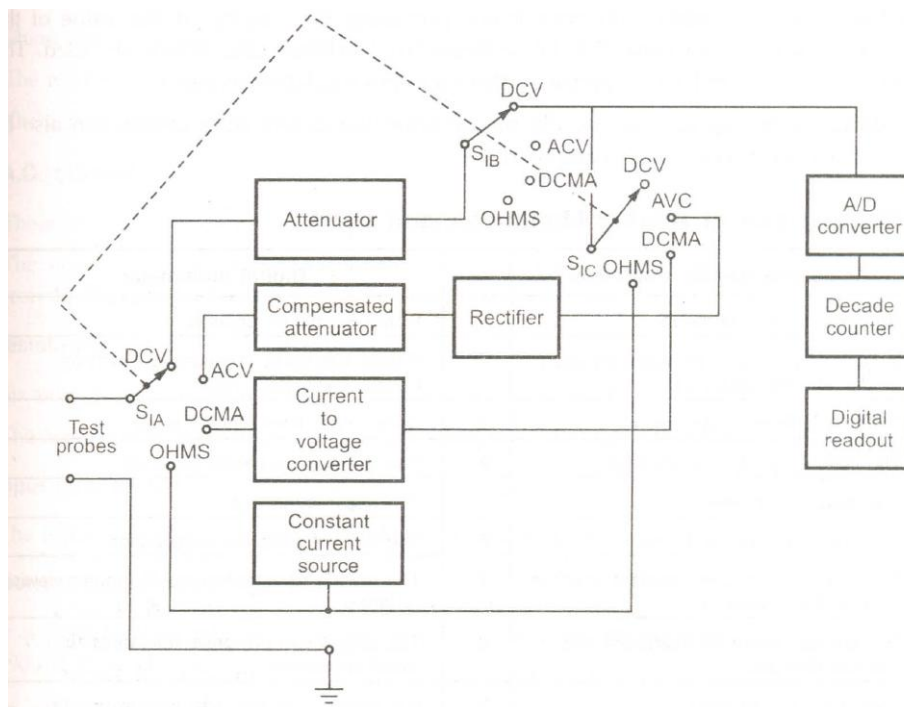 DCV
S_IB
ACV
DCMA
OHMS
DCV
AVC
DCMA
S_IC
OHMS
Attenuator
A/D
converter
Compensated
attenuator
Rectifier
Decade
counter
DCV
ACV
S_IA
DCMA
OHMS
Test
probes
Current
to
voltage
converter
Digital
readout
Constant
current
source